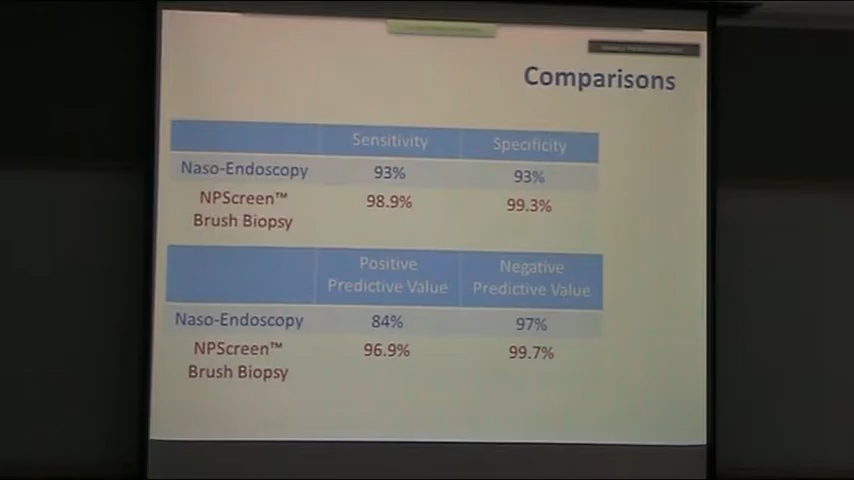 Comparisons
Sensitivity Specificity
Naso-Endoscopy 93% 93%
NPScreen™
Brush Biopsy 98.9% 99.3%
Positive
Predictive Value Negative
Predictive Value
Naso-Endoscopy 84% 97%
NPScreen™
Brush Biopsy 96.9% 99.7%